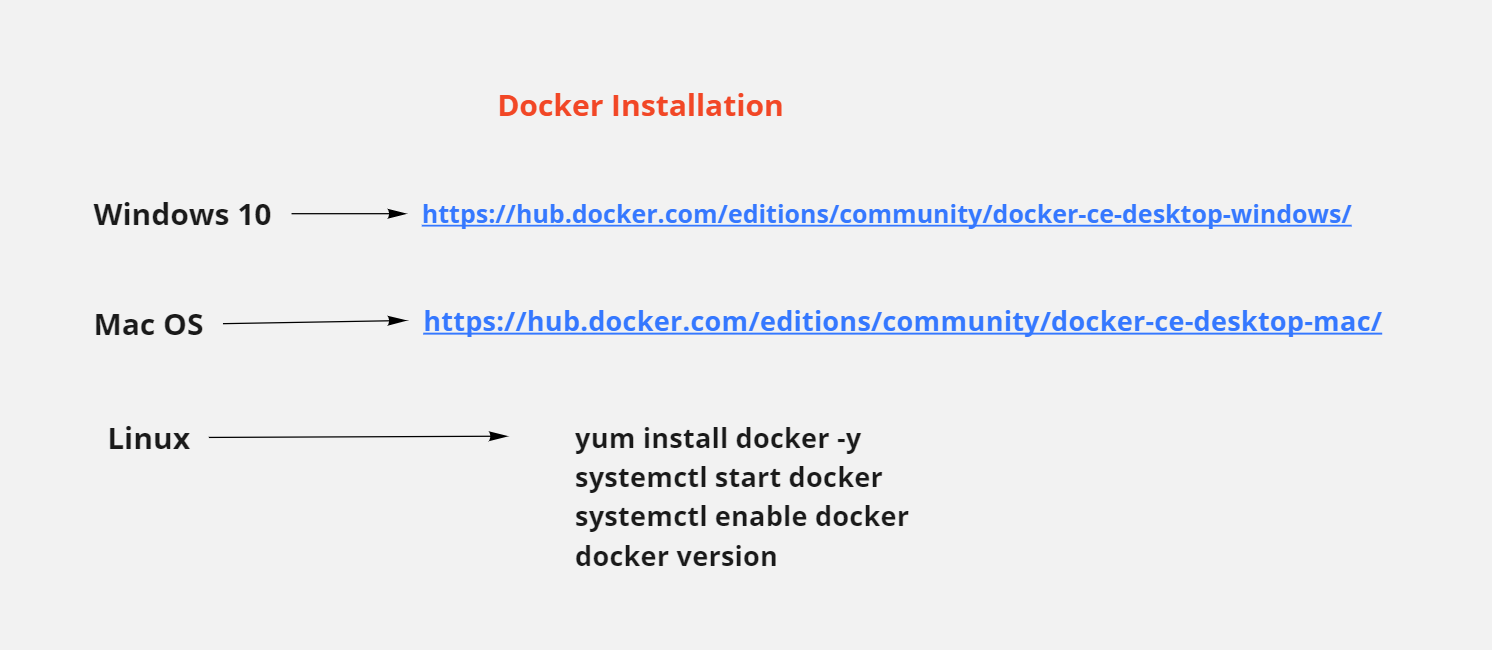 Docker Installation
Windows 10 https://hub.docker.com/editions/community/docker-ce-desktop-windows/
Mac OS https://hub.docker.com/editions/community/docker-ce-desktop-mac/
Linux yum install docker -y
systemctl start docker
systemctl enable docker
docker version